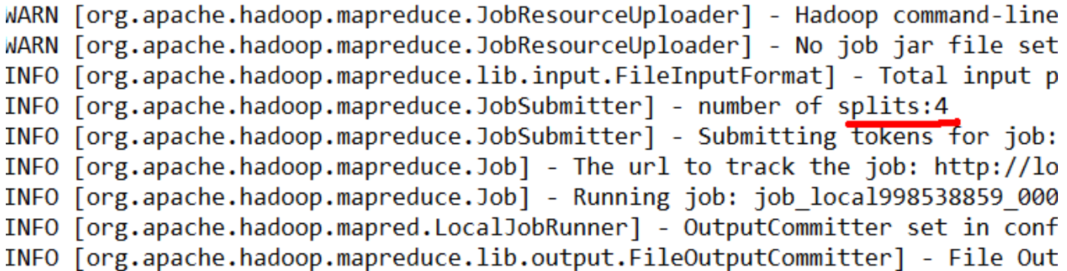 WARN [org.apache.hadoop.mapreduce.JobResourceUploader] - Hadoop command-line
WARN [org.apache.hadoop.mapreduce.JobResourceUploader] - No job jar file set
INFO [org.apache.hadoop.mapreduce.lib.input.FileInputFormat] - Total input p
INFO [org.apache.hadoop.mapreduce.JobSubmitter] - number of splits:4
INFO [org.apache.hadoop.mapreduce.JobSubmitter] - Submitting tokens for job:
INFO [org.apache.hadoop.mapreduce.Job] - The url to track the job: http://lo
INFO [org.apache.hadoop.mapreduce.Job] - Running job: job_local998538859_000
INFO [org.apache.hadoop.mapred.LocalJobRunner] - OutputCommitter set in conf
INFO [org.apache.hadoop.mapreduce.lib.output.FileOutputCommitter] - File Out